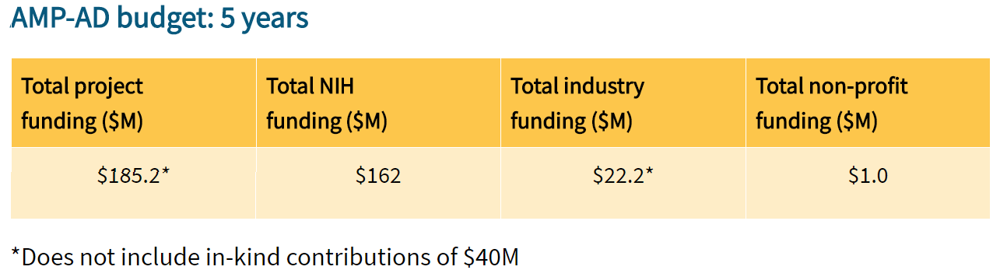 AMP-AD budget: 5 years
Total project
funding ($M)
Total NIH
funding ($M)
Total industry
funding ($M)
Total non-profit
funding ($M)
$185.2*
$162
$22.2*
$1.0
*Does not include in-kind contributions of $40M